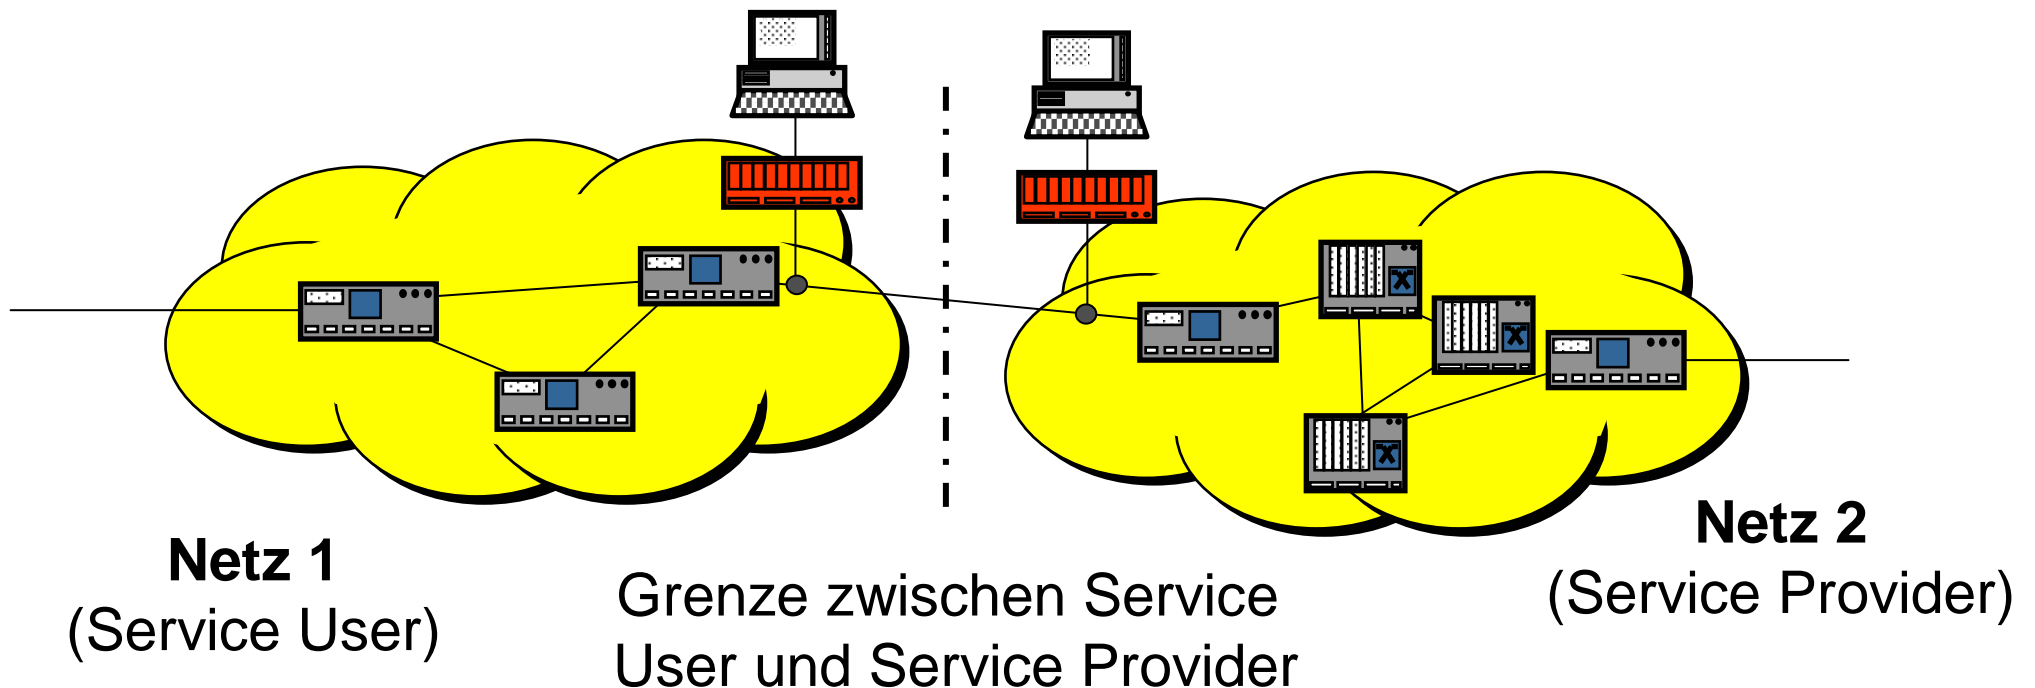 Netz 1
(Service User)
Grenze zwischen Service
User und Service Provider
Netz 2
(Service Provider)